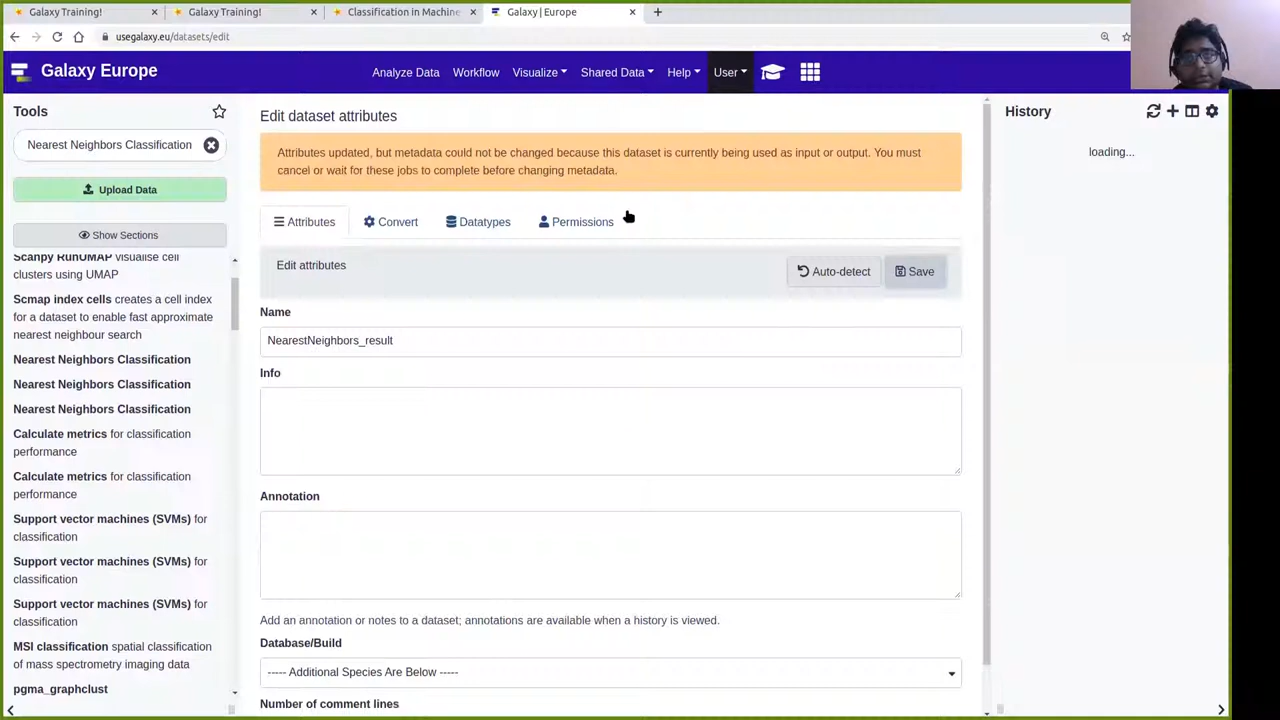 Galaxy Training!
Galaxy Training!
Classification in Machine
Galaxy | Europe
usegalaxy.eu/datasets/edit
Galaxy Europe
Analyze Data
Workflow
Visualize
Shared Data
Help
User
Tools
Nearest Neighbors Classification
Upload Data
Show Sections
Scanpy RunUMAP visualise cell
clusters using UMAP
Scmap index cells creates a cell index
for a dataset to enable fast approximate
nearest neighbour search
Nearest Neighbors Classification
Nearest Neighbors Classification
Nearest Neighbors Classification
Calculate metrics for classification
performance
Calculate metrics for classification
performance
Support vector machines (SVMs) for
classification
Support vector machines (SVMs) for
classification
Support vector machines (SVMs) for
classification
MSI classification spatial classification
of mass spectrometry imaging data
pgma_graphclust
Edit dataset attributes
Attributes updated, but metadata could not be changed because this dataset is currently being used as input or output. You must
cancel or wait for these jobs to complete before changing metadata.
Attributes
Convert
Datatypes
Permissions
Edit attributes
Auto-detect
Save
Name
NearestNeighbors_result
Info
Annotation
Add an annotation or notes to a dataset; annotations are available when a history is viewed.
Database/Build
----- Additional Species Are Below -----
Number of comment lines
History
loading...